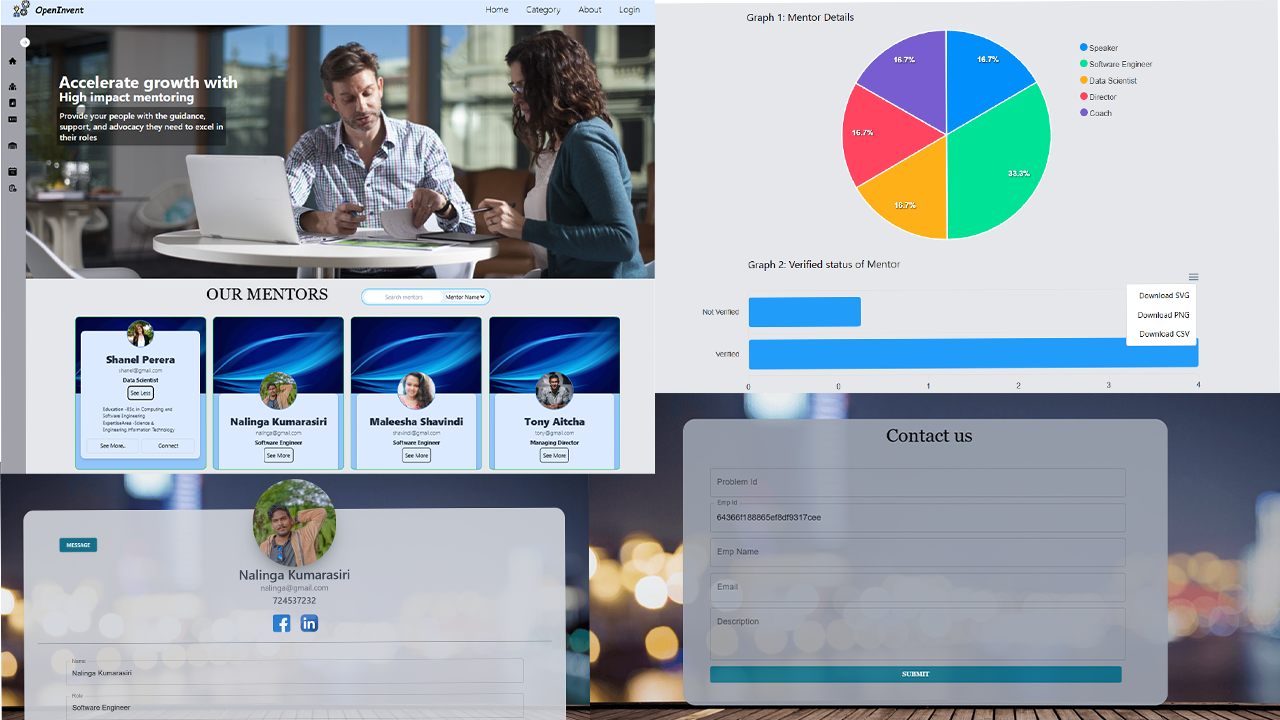 OpenInvent
Home Category About Login
Accelerate growth with
High impact mentoring
Provide your people with the guidance,
support, and advocacy they need to excel in
their roles
OUR MENTORS
Search mentors
Mentor Name
Shanel Perera
shanel@gmail.com
Data Scientist
See Less
Education -BSc in Computing and
Software Engineering
ExpertiseArea -Science &
Engineering,Information Technology
See More..
Connect
Nalinga Kumarasiri
nalinga@gmail.com
Software Engineer
See More
Maleesha Shavindi
shavindi@gmail.com
Software Engineer
See More
Tony Aitcha
tony@gmail.com
Managing Director
See More
Graph 1: Mentor Details
16.7%
16.7%
16.7%
33.3%
16.7%
Speaker
Software Engineer
Data Scientist
Director
Coach
Graph 2: Verified status of Mentor
Download SVG
Download PNG
Download CSV
Not Verified
Verified
0 0 1 2 3 4
MESSAGE
Nalinga Kumarasiri
nalinga@gmail.com
724537232
Name
Nalinga Kumarasiri
Role
Software Engineer
Contact us
Problem Id
Emp Id
64366f188865ef8df9317cee
Emp Name
Email
Description
SUBMIT